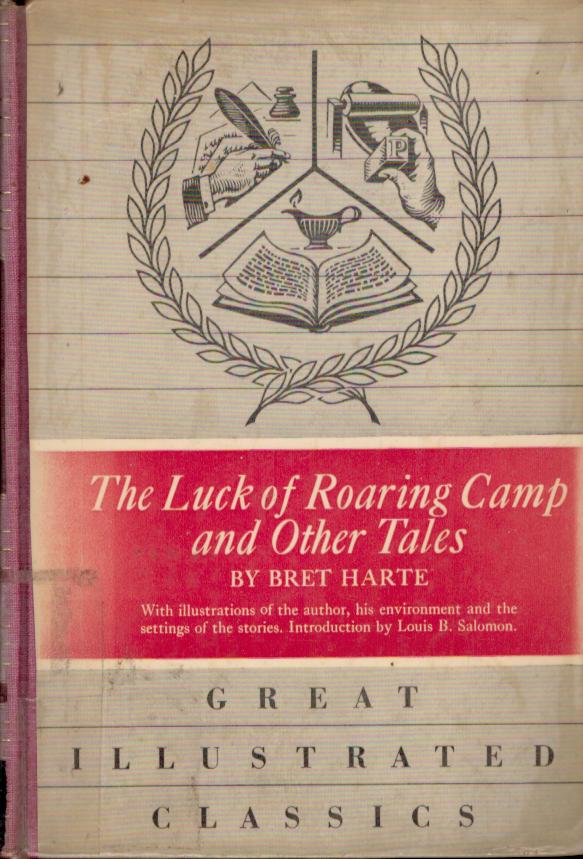 P
The Luck of Roaring Camp
and Other Tales
BY BRET HARTE
With illustrations of the author, his environment and the
settings of the stories. Introduction by Louis B. Salomon.
GREAT
ILLUSTRATED
CLASSICS